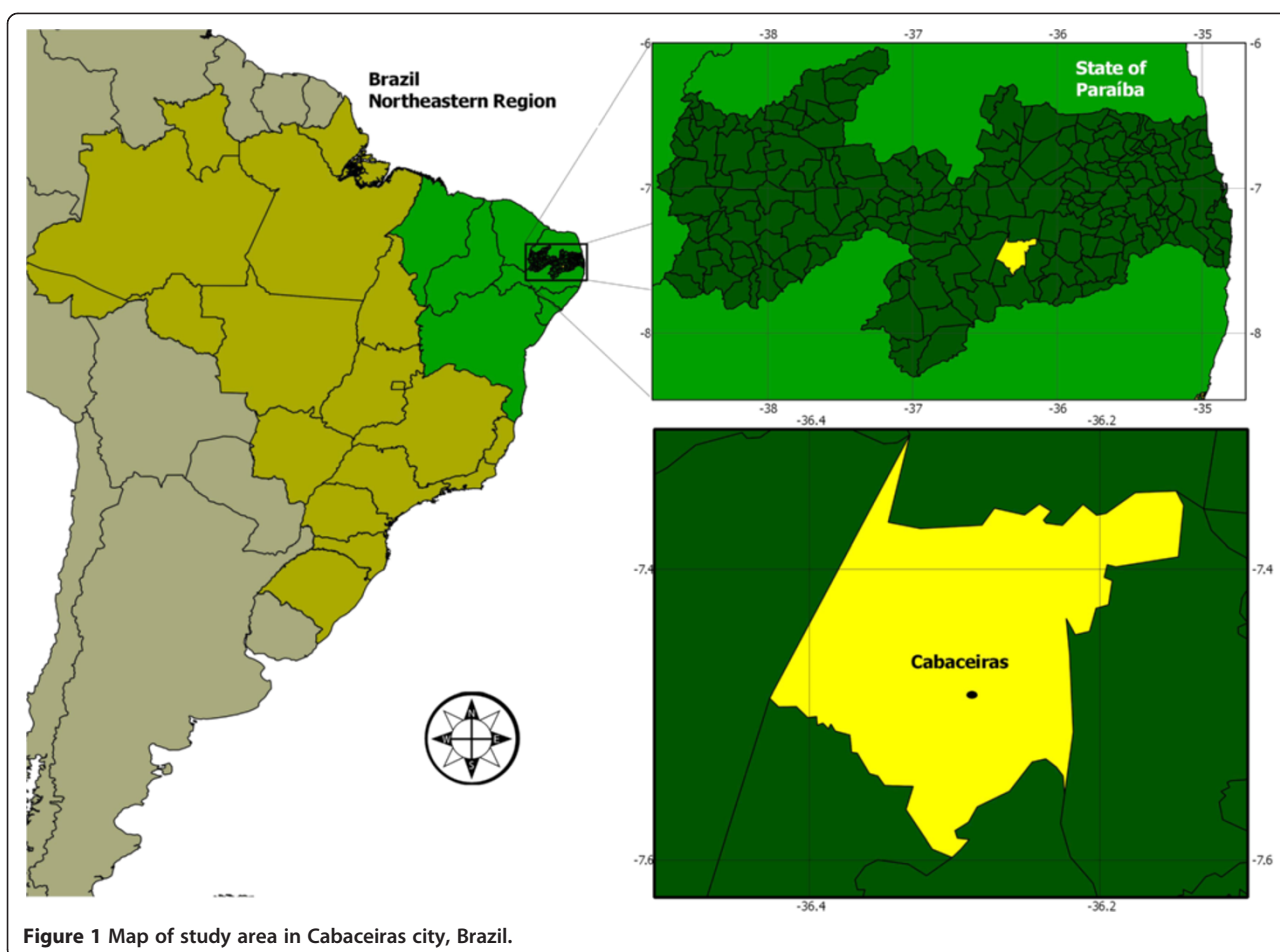 Brazil
Northeastern Region
-38 -37 -36 -35
-6 -6
State of
Paraíba
-7 -7
-8 -8
-38 -37 -36 -35
-36.4 -36.2
-7.4 -7.4
Cabaceiras
-7.6 -7.6
-36.4 -36.2
N
W E
S
Figure 1 Map of study area in Cabaceiras city, Brazil.